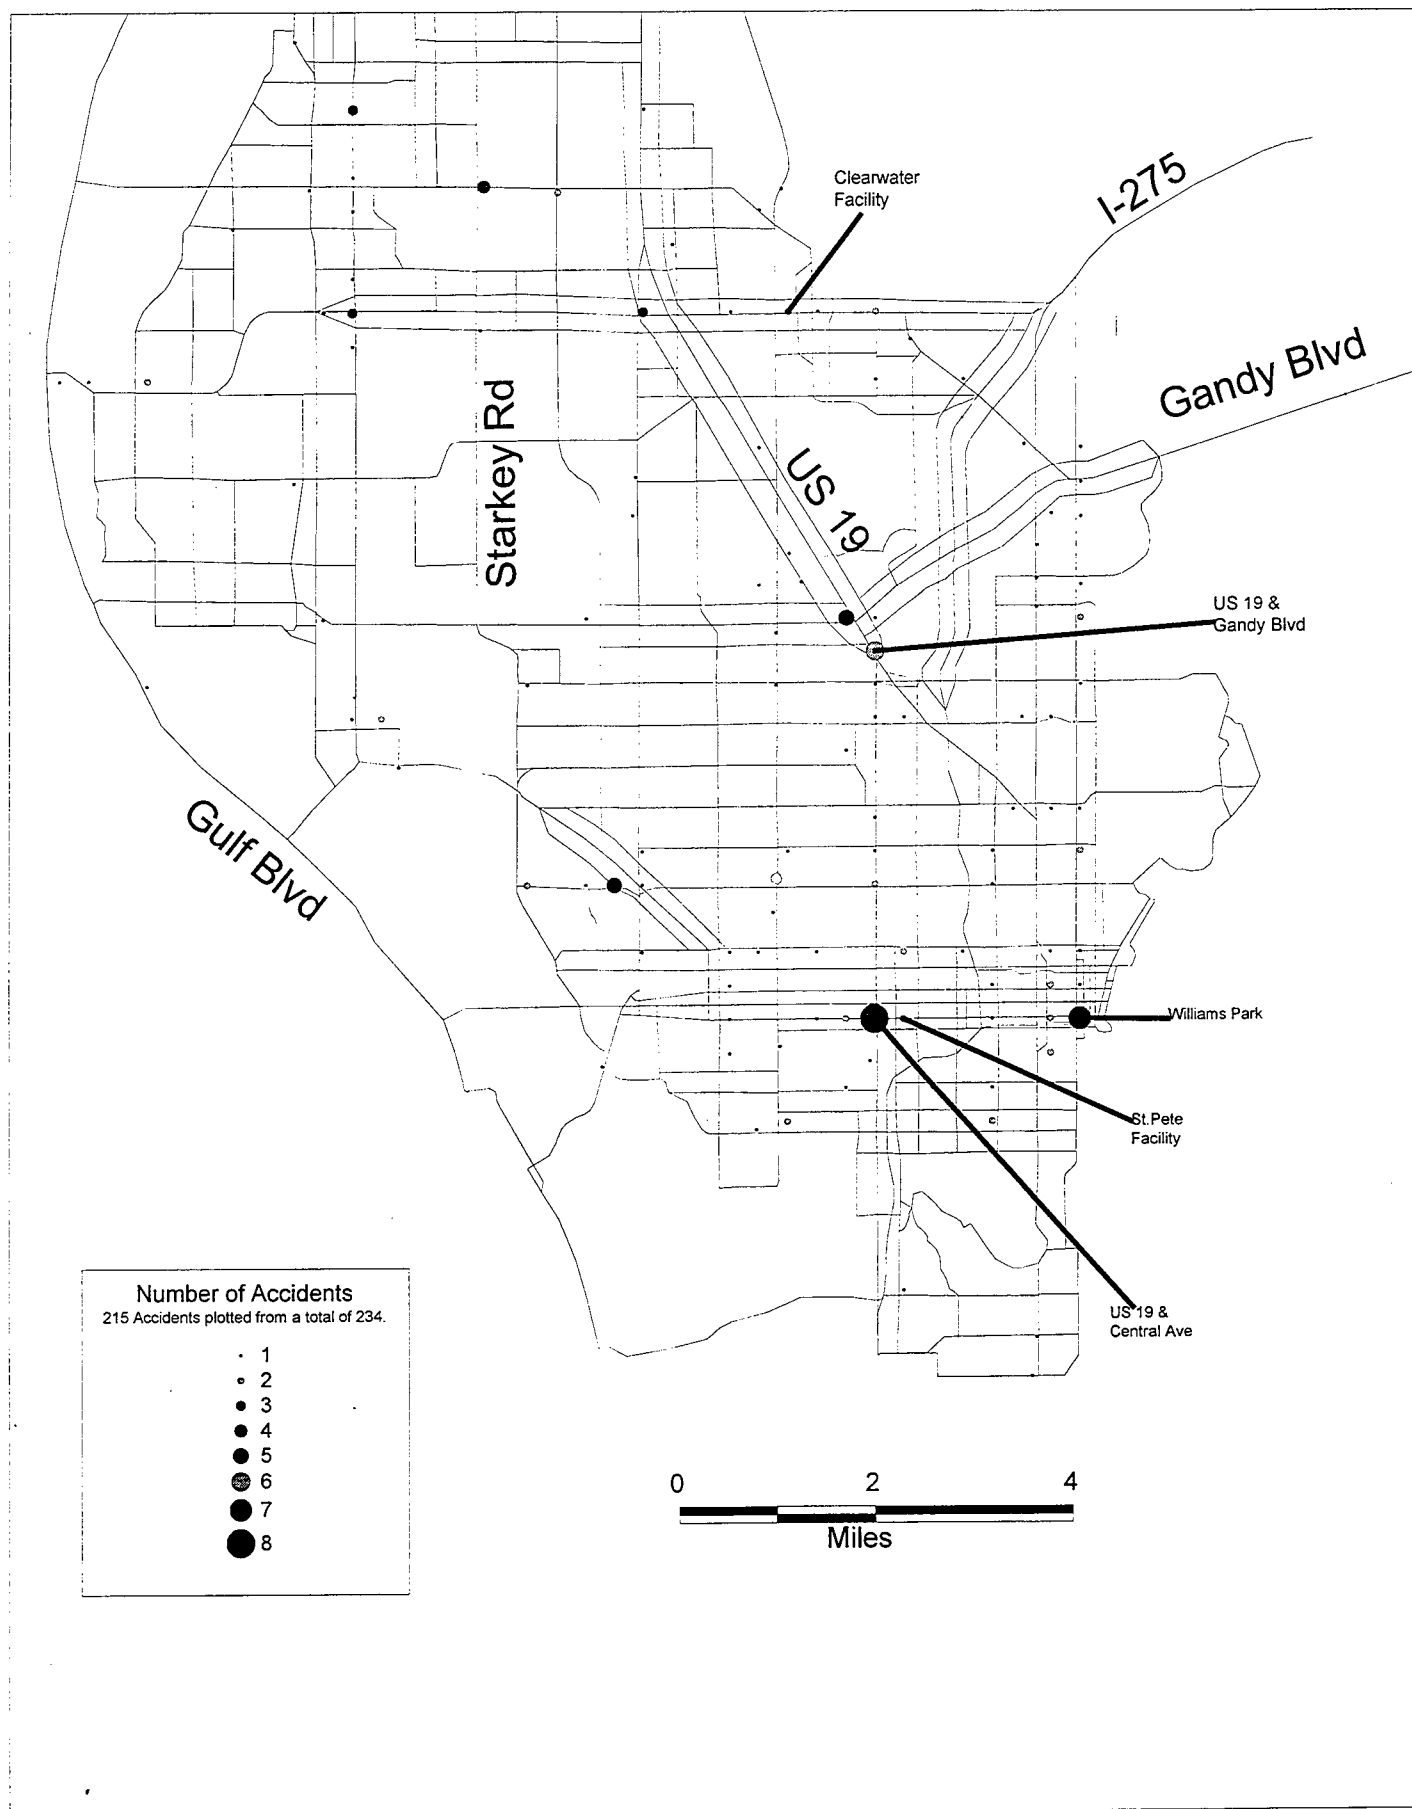 Clearwater
Facility
I-275
Gandy Blvd
Starkey Rd
US 19
US 19 &
Gandy Blvd
Gulf Blvd
Williams Park
St.Pete
Facility
US 19 &
Central Ave
Number of Accidents
215 Accidents plotted from a total of 234.
1
2
3
4
5
6
7
8
0 2 4
Miles